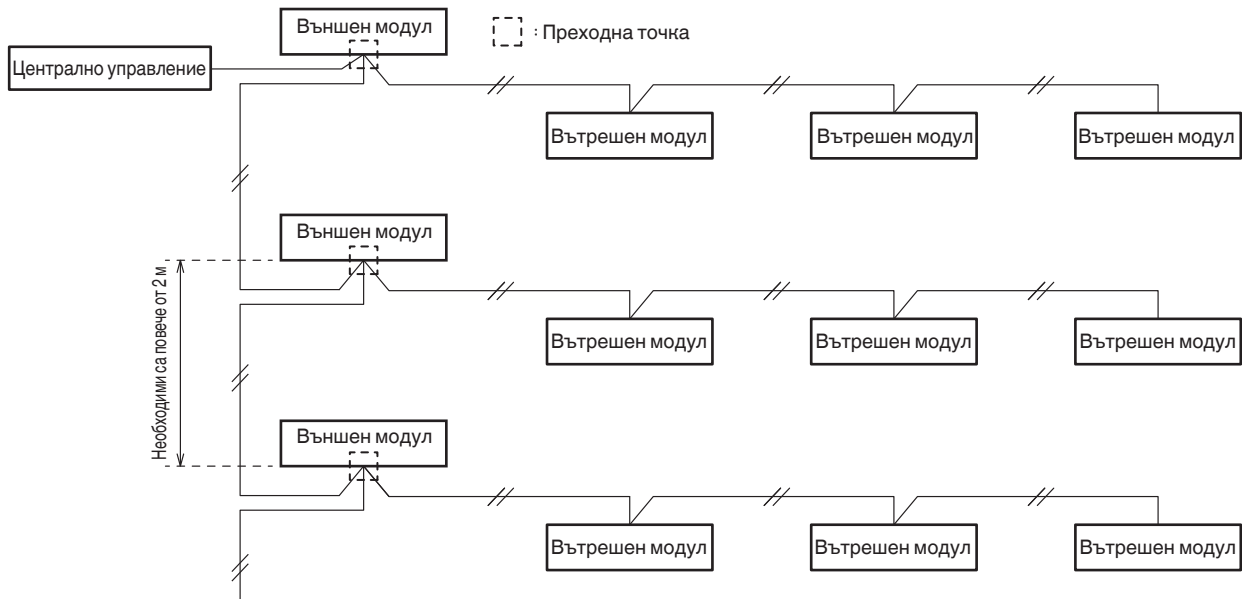 Външен модул
: Преходна точка
Централно управление
Вътрешен модул
Вътрешен модул
Вътрешен модул
Външен модул
Необходими са повече от 2 м
Вътрешен модул
Вътрешен модул
Вътрешен модул
Външен модул
Вътрешен модул
Вътрешен модул
Вътрешен модул